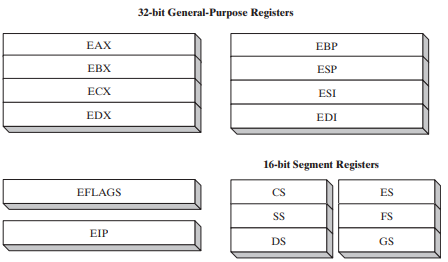 32-bit General-Purpose Registers
EAX
EBX
ECX
EDX
EBP
ESP
ESI
EDI
16-bit Segment Registers
EFLAGS
EIP
CS
SS
DS
ES
FS
GS